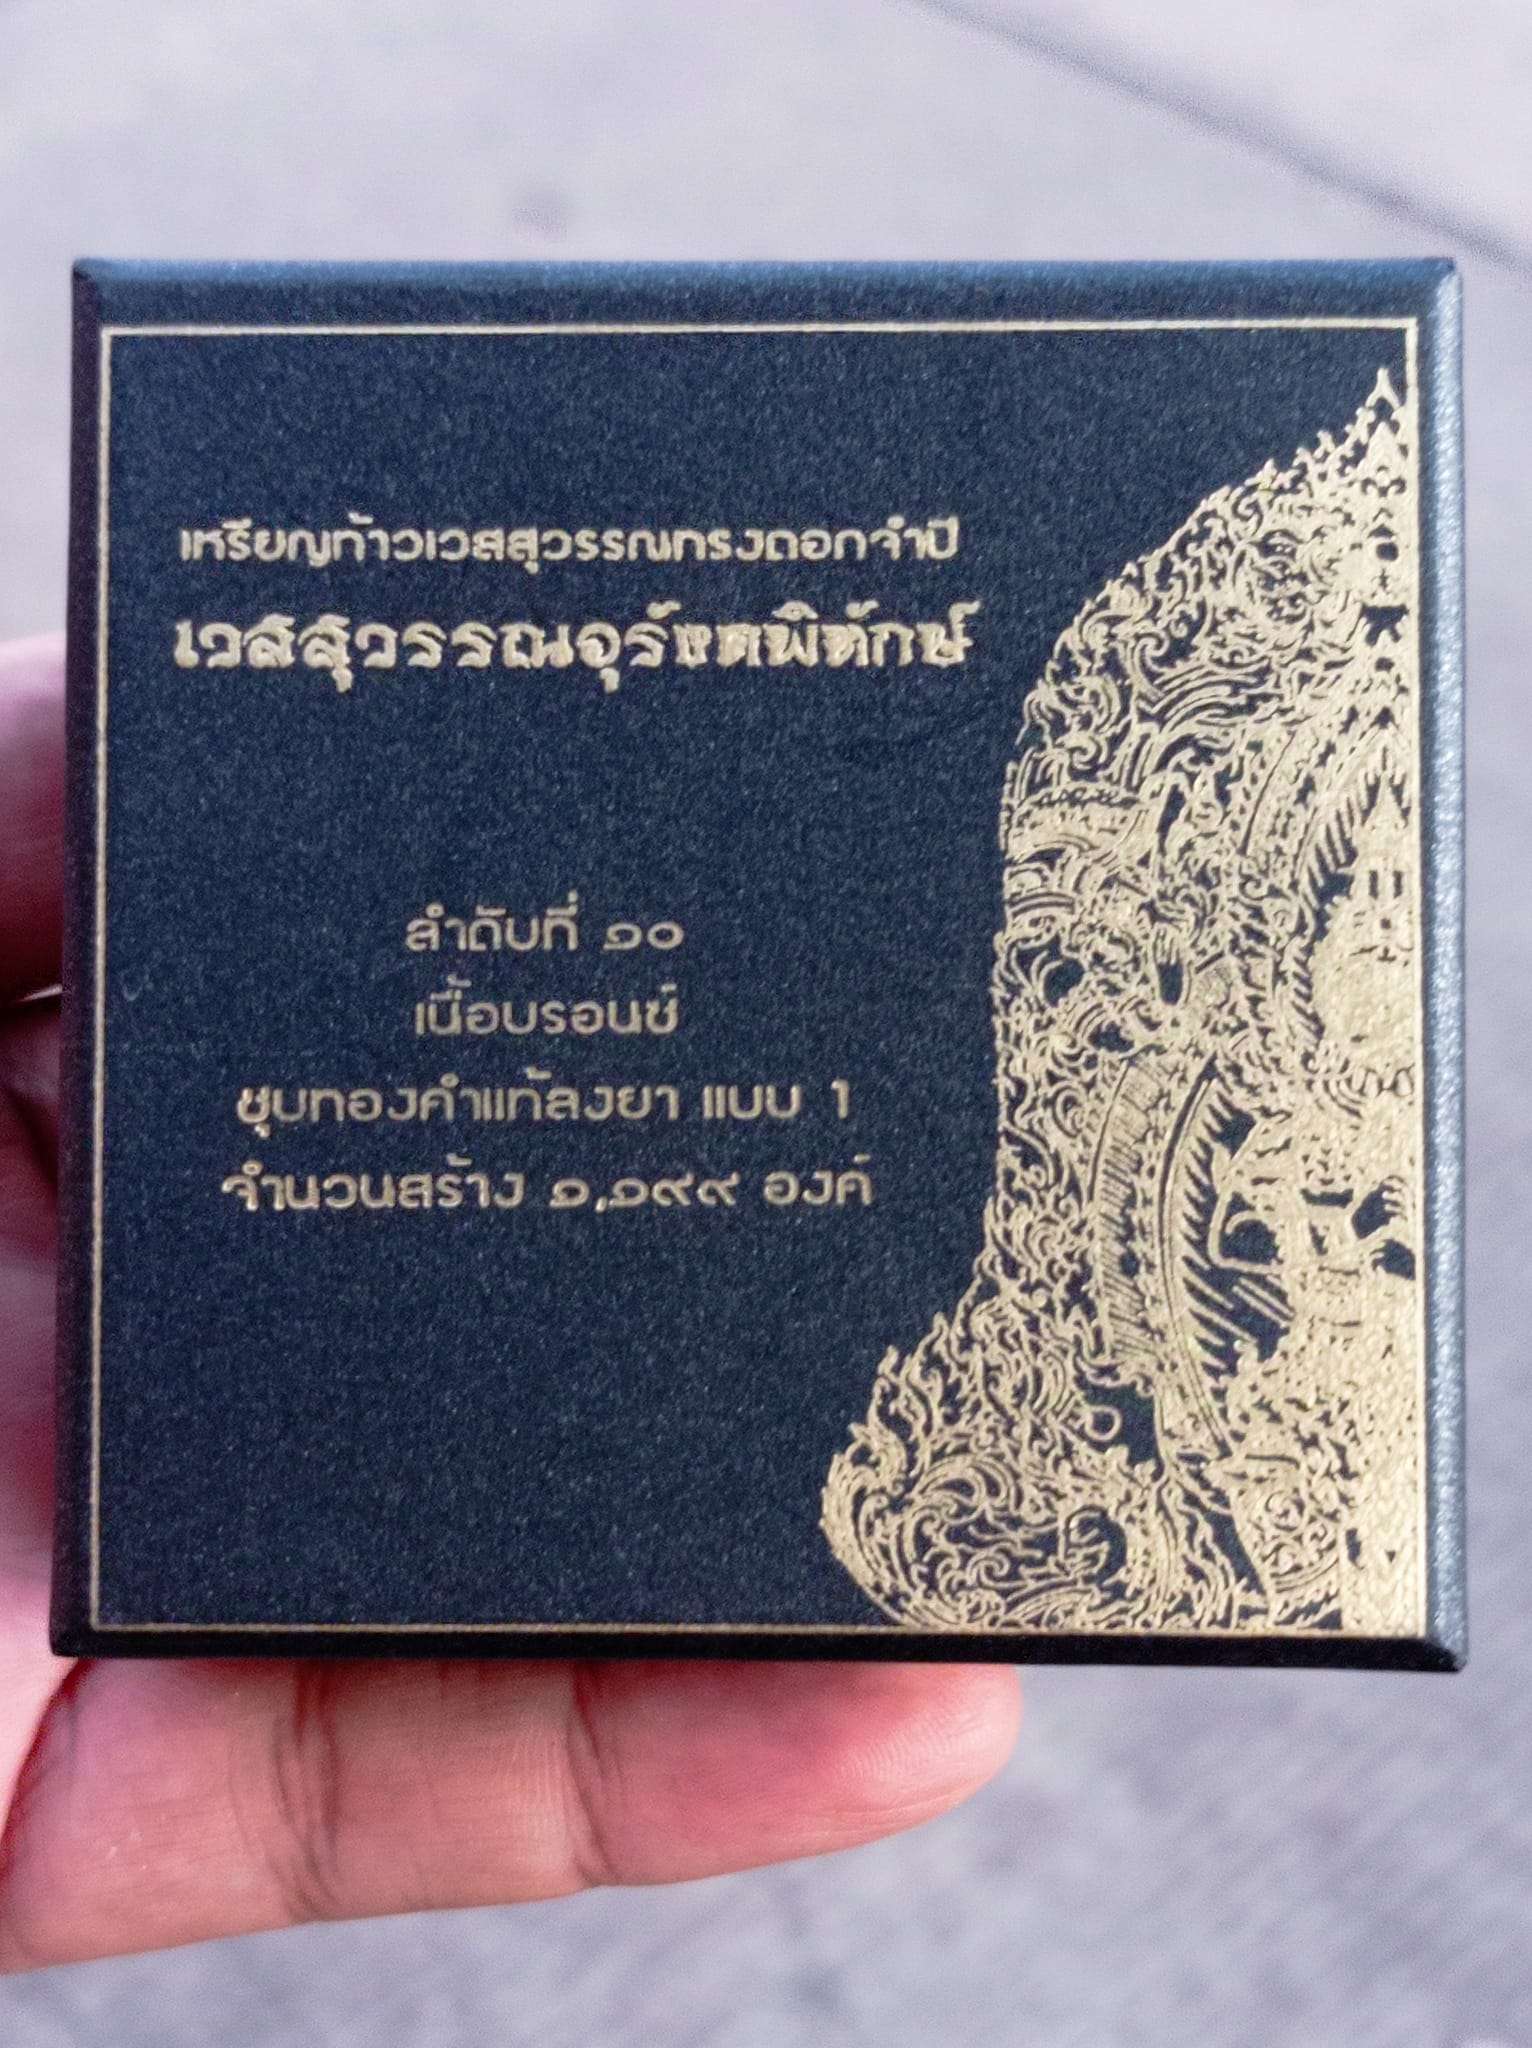 เหรียญท้าวเวสสุวรรณทรงดอกจำปี
เวสสุวรรณจุรังตพิทักษ์
ลำดับที่ ๑๐
เนื้อบรอนซ์
ชุบทองคำแท้ลงยา แบบ 1
จำนวนสร้าง ๑,๑๙๙ องค์